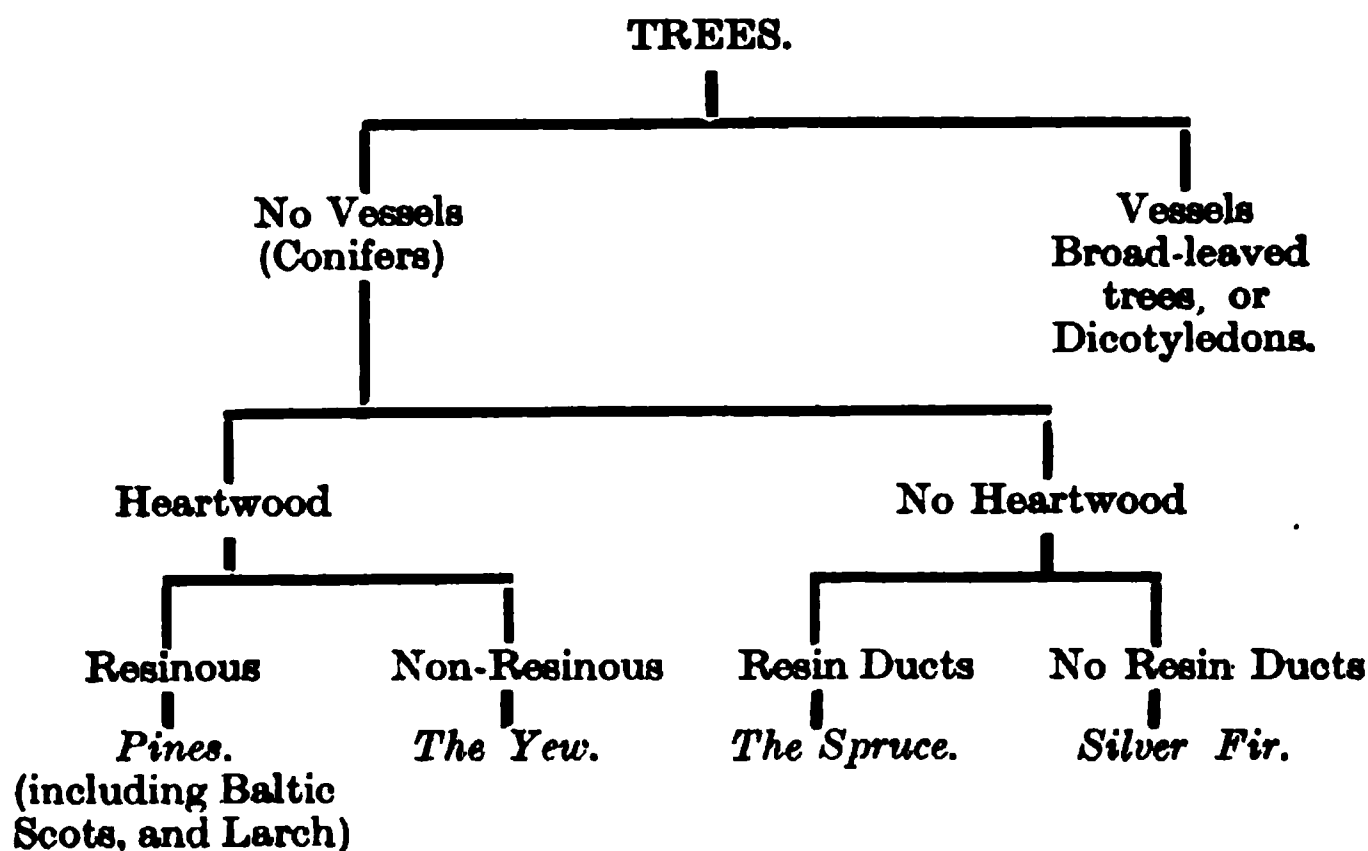 TREES.
No Vessels
(Conifers)
Vessels
Broad-leaved
trees, or
Dicotyledons.
Heartwood
No Heartwood
Resinous
Non-Resinous
Resin Ducts
No Resin Ducts
Pines.
The Yew.
The Spruce.
Silver Fir.
(including Baltic
Scots, and Larch)